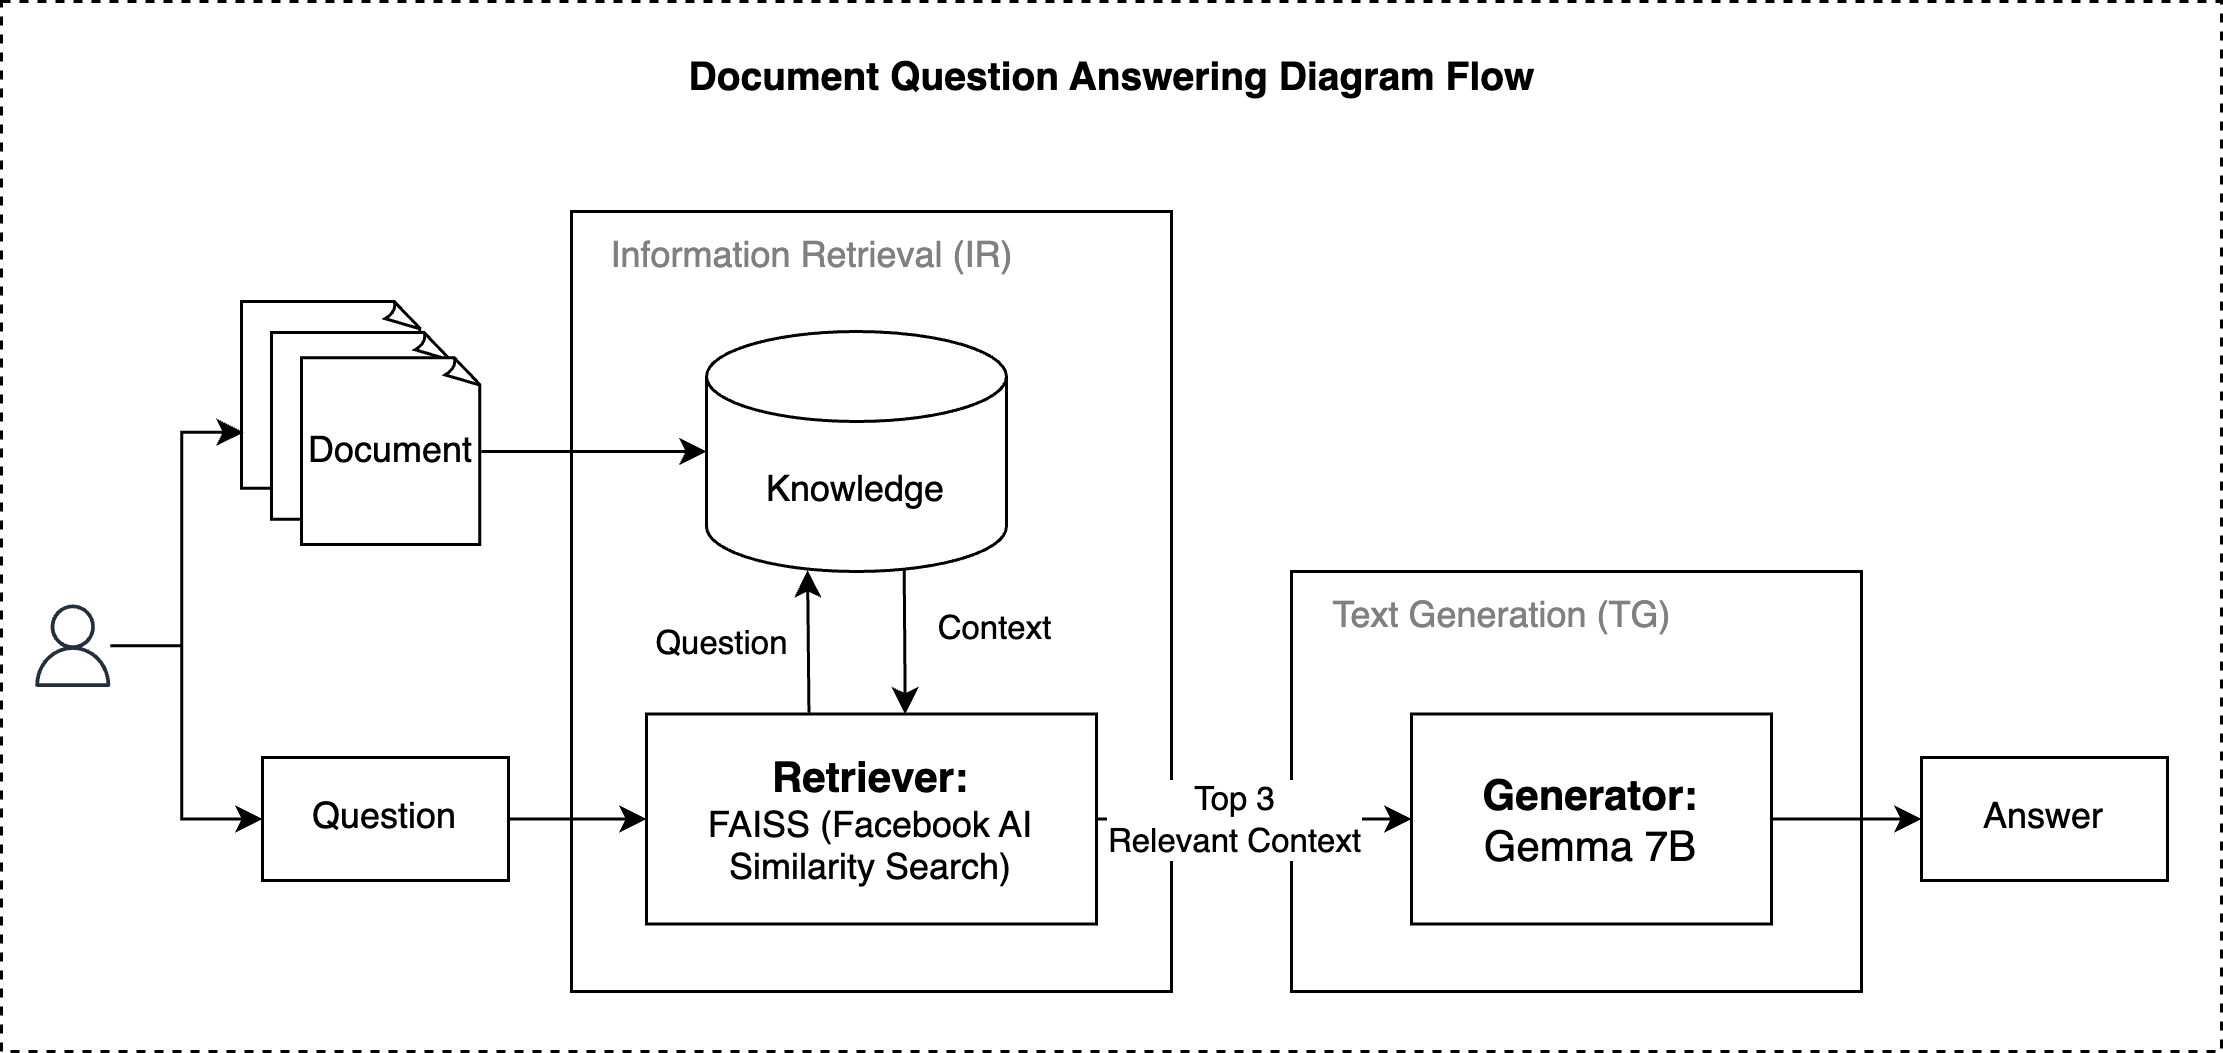 Document Question Answering Diagram Flow
Information Retrieval (IR)
Document
Knowledge
Question
Context
Text Generation (TG)
Question
Retriever:
FAISS (Facebook AI
Similarity Search)
Top 3
Relevant Context
Generator:
Gemma 7B
Answer